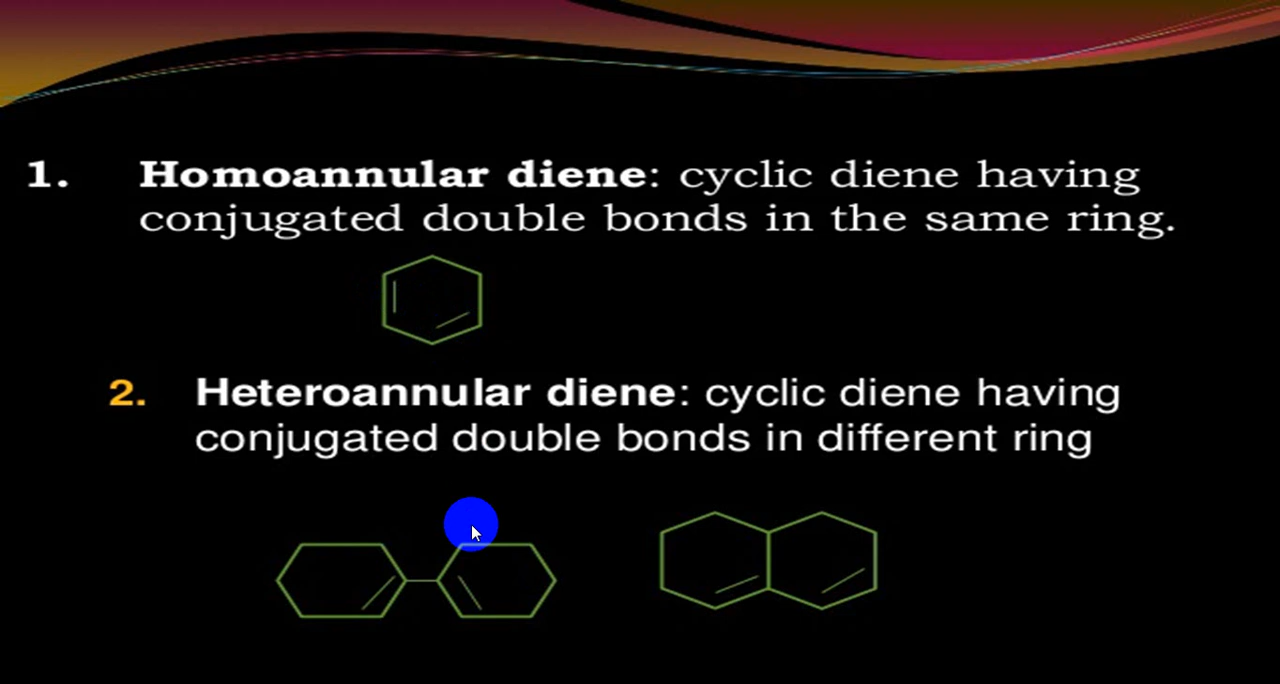 1. Homoannular diene: cyclic diene having
conjugated double bonds in the same ring.
2. Heteroannular diene: cyclic diene having
conjugated double bonds in different ring